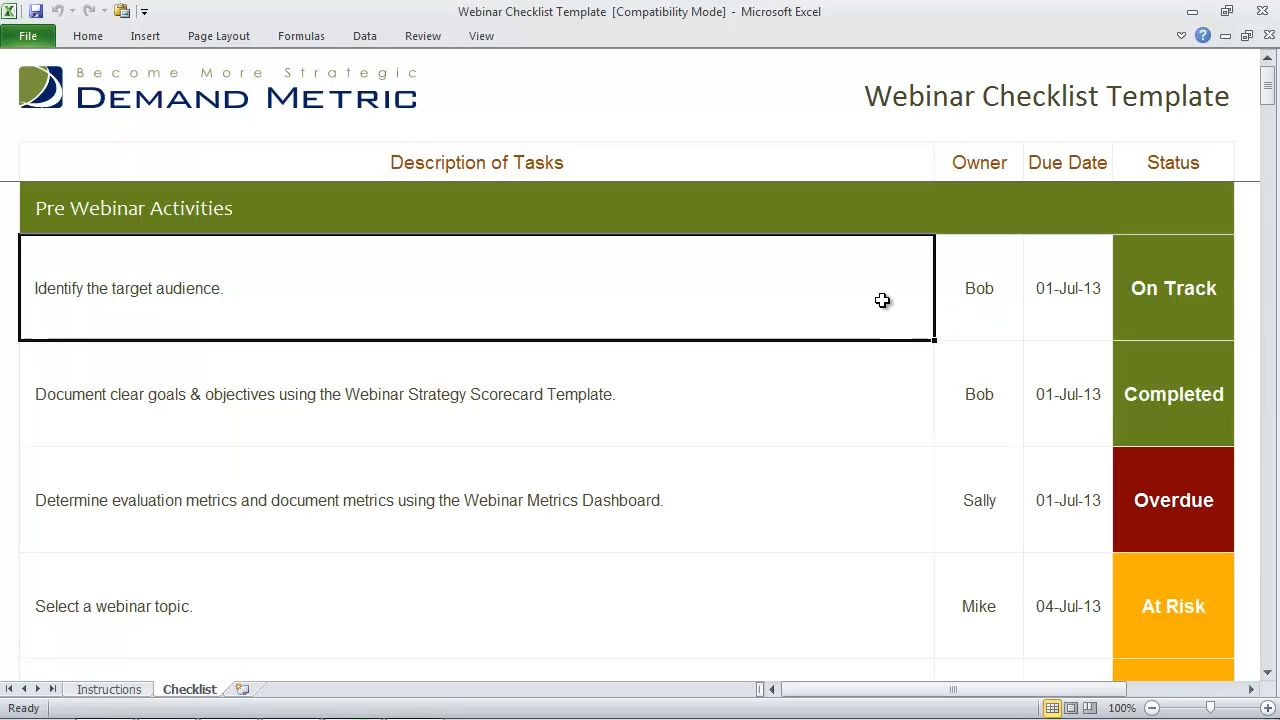 Webinar Checklist Template [Compatibility Mode] - Microsoft Excel
File Home Insert Page Layout Formulas Data Review View
Become More Strategic
DEMAND METRIC
Webinar Checklist Template
Description of Tasks Owner Due Date Status
Pre Webinar Activities
Identify the target audience. Bob 01-Jul-13 On Track
Document clear goals & objectives using the Webinar Strategy Scorecard Template. Bob 01-Jul-13 Completed
Determine evaluation metrics and document metrics using the Webinar Metrics Dashboard. Sally 01-Jul-13 Overdue
Select a webinar topic. Mike 04-Jul-13 At Risk
Instructions Checklist
Ready 100%